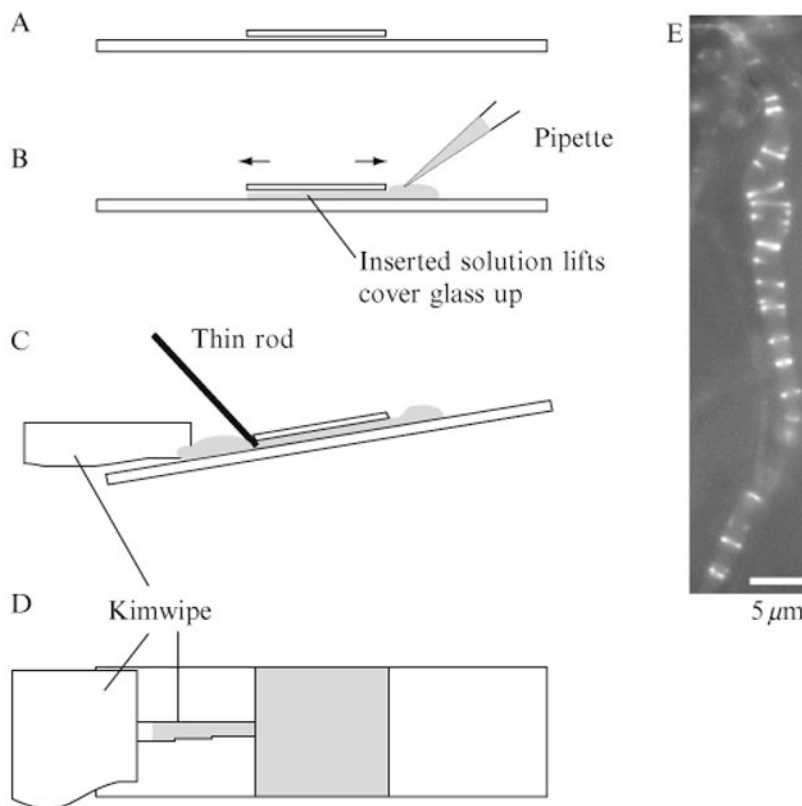 A
E
B
Pipette
Inserted solution lifts
cover glass up
C
Thin rod
D
Kimwipe
5 μm